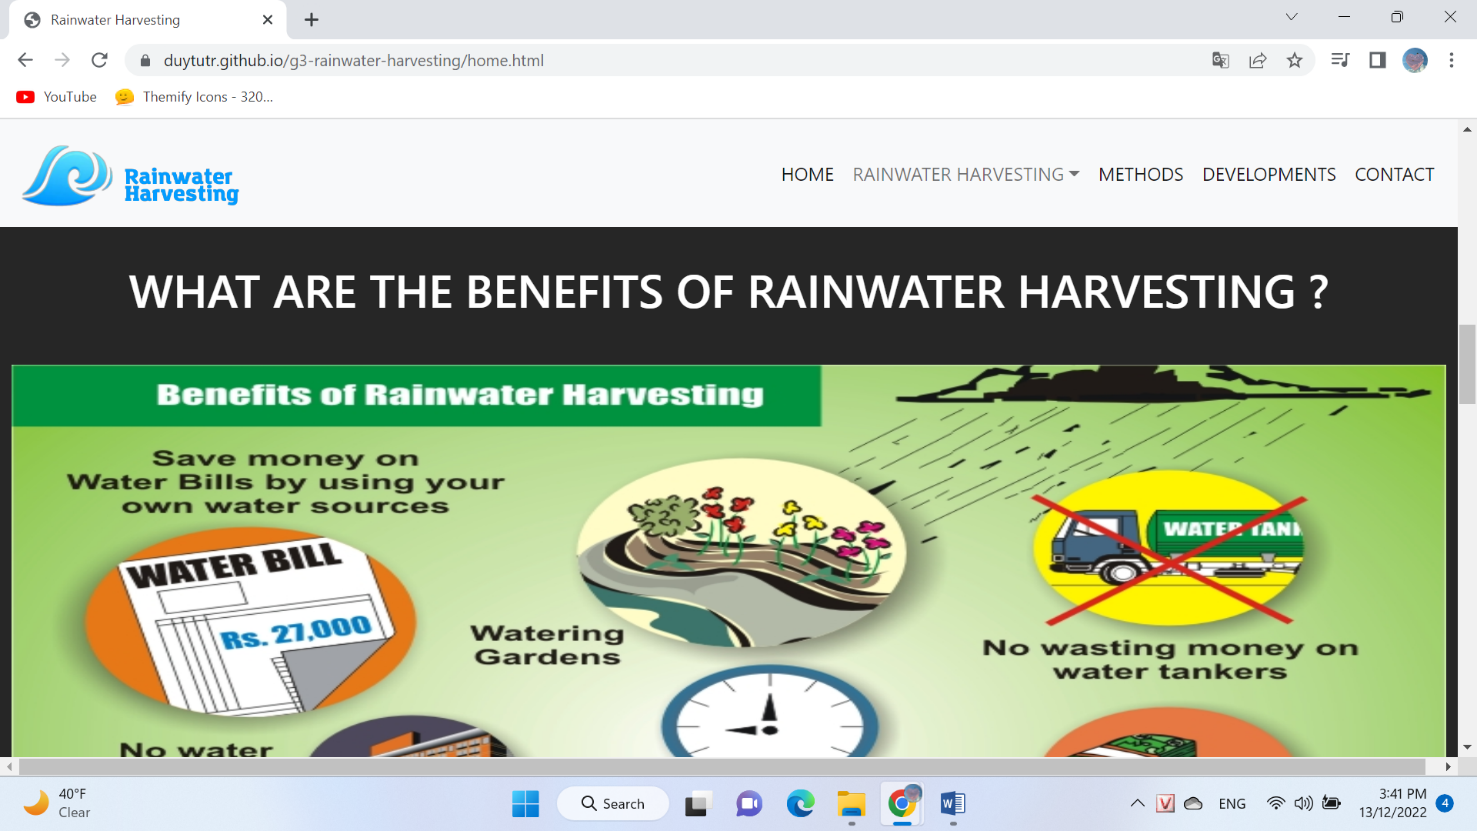 Rainwater Harvesting
duytutr.github.io/g3-rainwater-harvesting/home.html
YouTube
Themify Icons - 320...
Rainwater
Harvesting
HOME
RAINWATER HARVESTING
METHODS
DEVELOPMENTS
CONTACT
WHAT ARE THE BENEFITS OF RAINWATER HARVESTING ?
Benefits of Rainwater Harvesting
Save money on
Water Bills by using your
own water sources
WATER BILL
Rs. 27,000
Watering
Gardens
WATER TANK
No wasting money on
water tankers
No water
40°F
Clear
Search
ENG
3:41 PM
13/12/2022
4